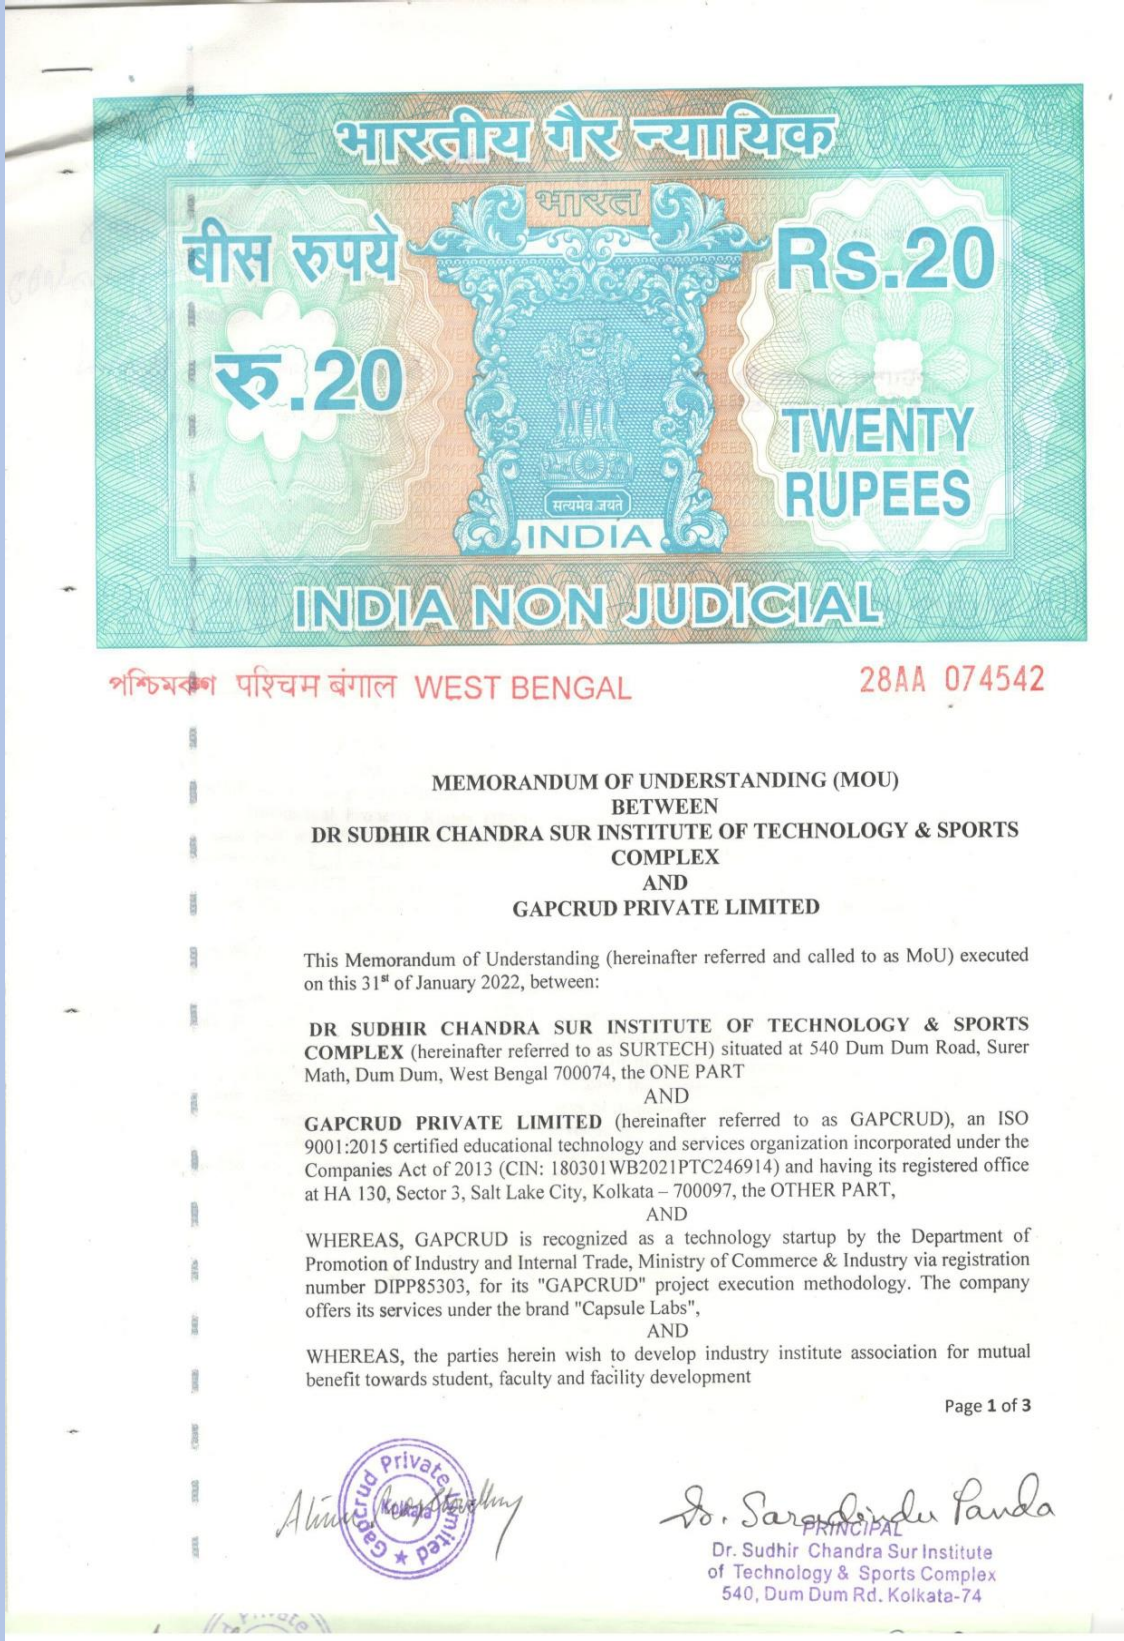 भारतीय गैर न्यायिक
भारत
बीस रुपये
Rs.20
रु.20
TWENTY
RUPEES
सत्यमेव जयते
INDIA
INDIA NON JUDICIAL
পশ্চিমবঙ্গ पश्चिम बंगाल WEST BENGAL
28AA 074542
MEMORANDUM OF UNDERSTANDING (MOU)
BETWEEN
DR SUDHIR CHANDRA SUR INSTITUTE OF TECHNOLOGY & SPORTS
COMPLEX
AND
GAPCRUD PRIVATE LIMITED
This Memorandum of Understanding (hereinafter referred and called to as MoU) executed
on this 31st of January 2022, between:
DR SUDHIR CHANDRA SUR INSTITUTE OF TECHNOLOGY & SPORTS
COMPLEX (hereinafter referred to as SURTECH) situated at 540 Dum Dum Road, Surer
Math, Dum Dum, West Bengal 700074, the ONE PART
AND
GAPCRUD PRIVATE LIMITED (hereinafter referred to as GAPCRUD), an ISO
9001:2015 certified educational technology and services organization incorporated under the
Companies Act of 2013 (CIN: 180301WB2021PTC246914) and having its registered office
at HA 130, Sector 3, Salt Lake City, Kolkata – 700097, the OTHER PART,
AND
WHEREAS, GAPCRUD is recognized as a technology startup by the Department of
Promotion of Industry and Internal Trade, Ministry of Commerce & Industry via registration
number DIPP85303, for its "GAPCRUD" project execution methodology. The company
offers its services under the brand "Capsule Labs",
AND
WHEREAS, the parties herein wish to develop industry institute association for mutual
benefit towards student, faculty and facility development
Page 1 of 3
Gapcrud Private Limited
Kolkata
Dr. Saradindu Panda
PRINCIPAL
Dr. Sudhir Chandra Sur Institute
of Technology & Sports Complex
540, Dum Dum Rd. Kolkata-74